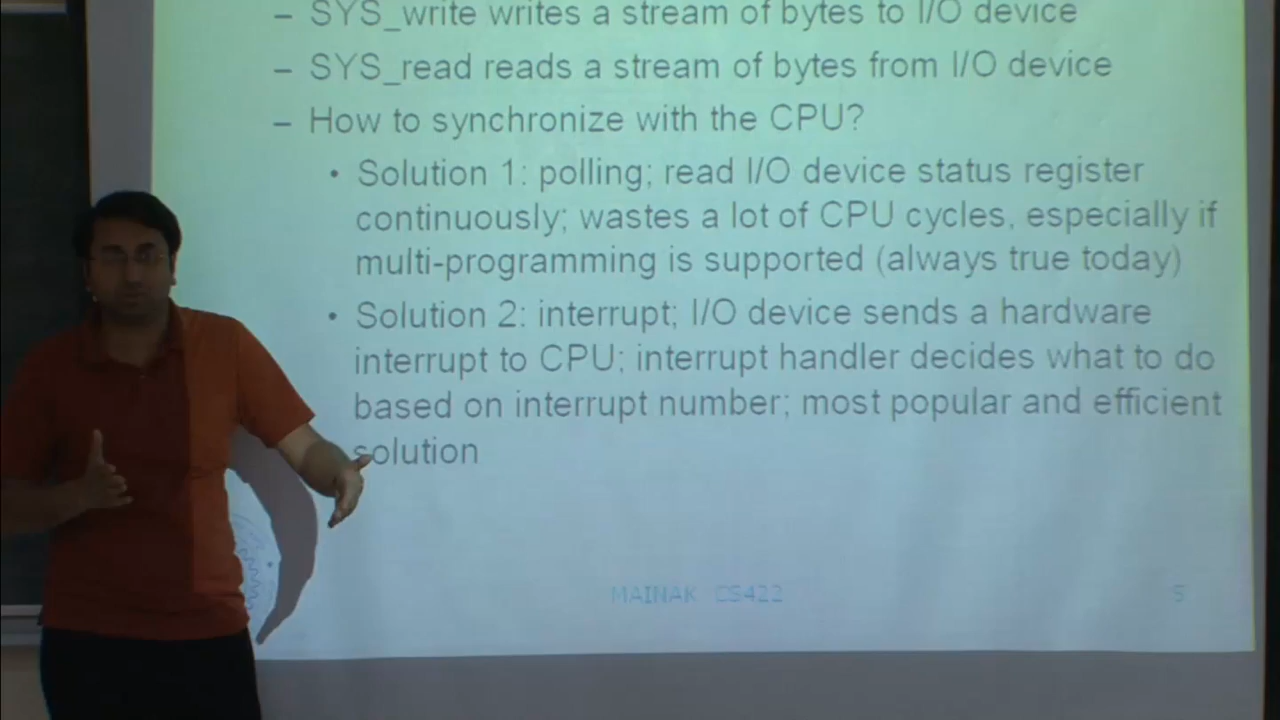 – SYS_write writes a stream of bytes to I/O device
– SYS_read reads a stream of bytes from I/O device
– How to synchronize with the CPU?
• Solution 1: polling; read I/O device status register
continuously; wastes a lot of CPU cycles, especially if
multi-programming is supported (always true today)
• Solution 2: interrupt; I/O device sends a hardware
interrupt to CPU; interrupt handler decides what to do
based on interrupt number; most popular and efficient
solution
MAINAK CS422
5